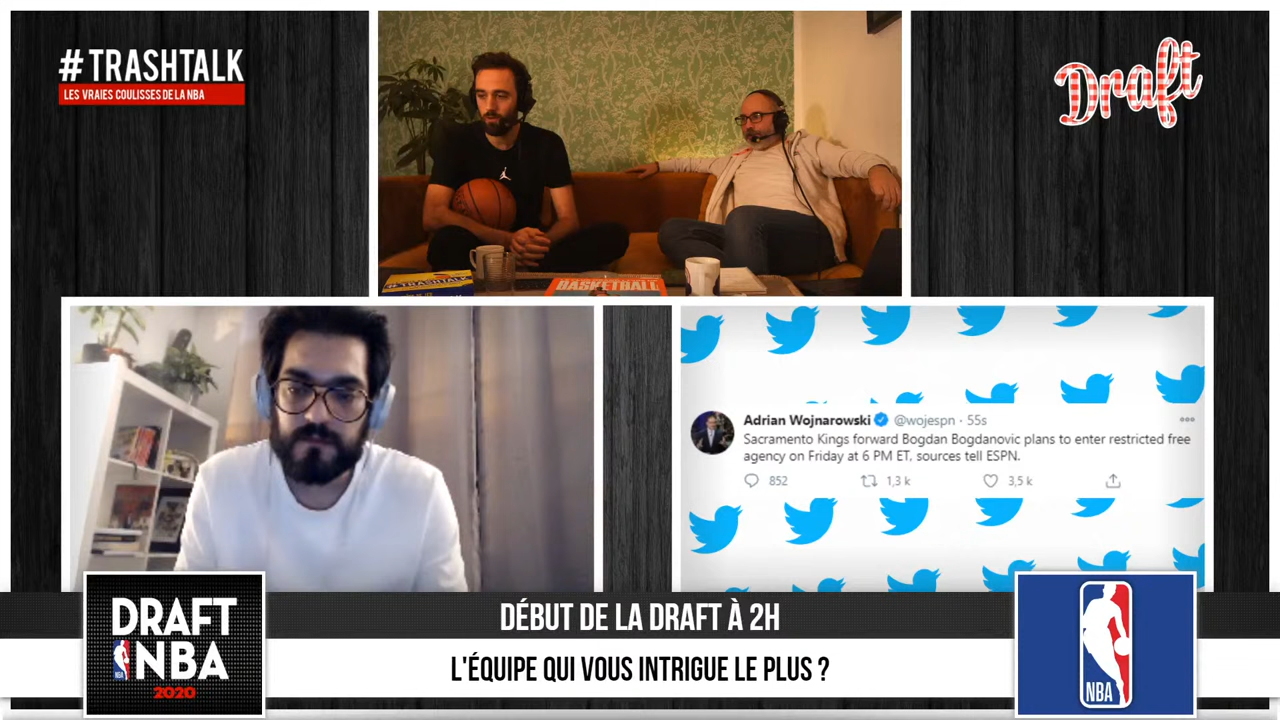 #TRASHTALK
LES VRAIES COULISSES DE LA NBA
Draft
TRASHTALK
BASKETBALL
Adrian Wojnarowski @wojespn · 55s
Sacramento Kings forward Bogdan Bogdanovic plans to enter restricted free
agency on Friday at 6 PM ET, sources tell ESPN.
852 1,3 k 3,5 k
DRAFT
NBA
2020
DÉBUT DE LA DRAFT À 2H
L'ÉQUIPE QUI VOUS INTRIGUE LE PLUS ?
NBA